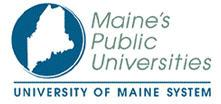 Maine's
Public
Universities
UNIVERSITY OF MAINE SYSTEM